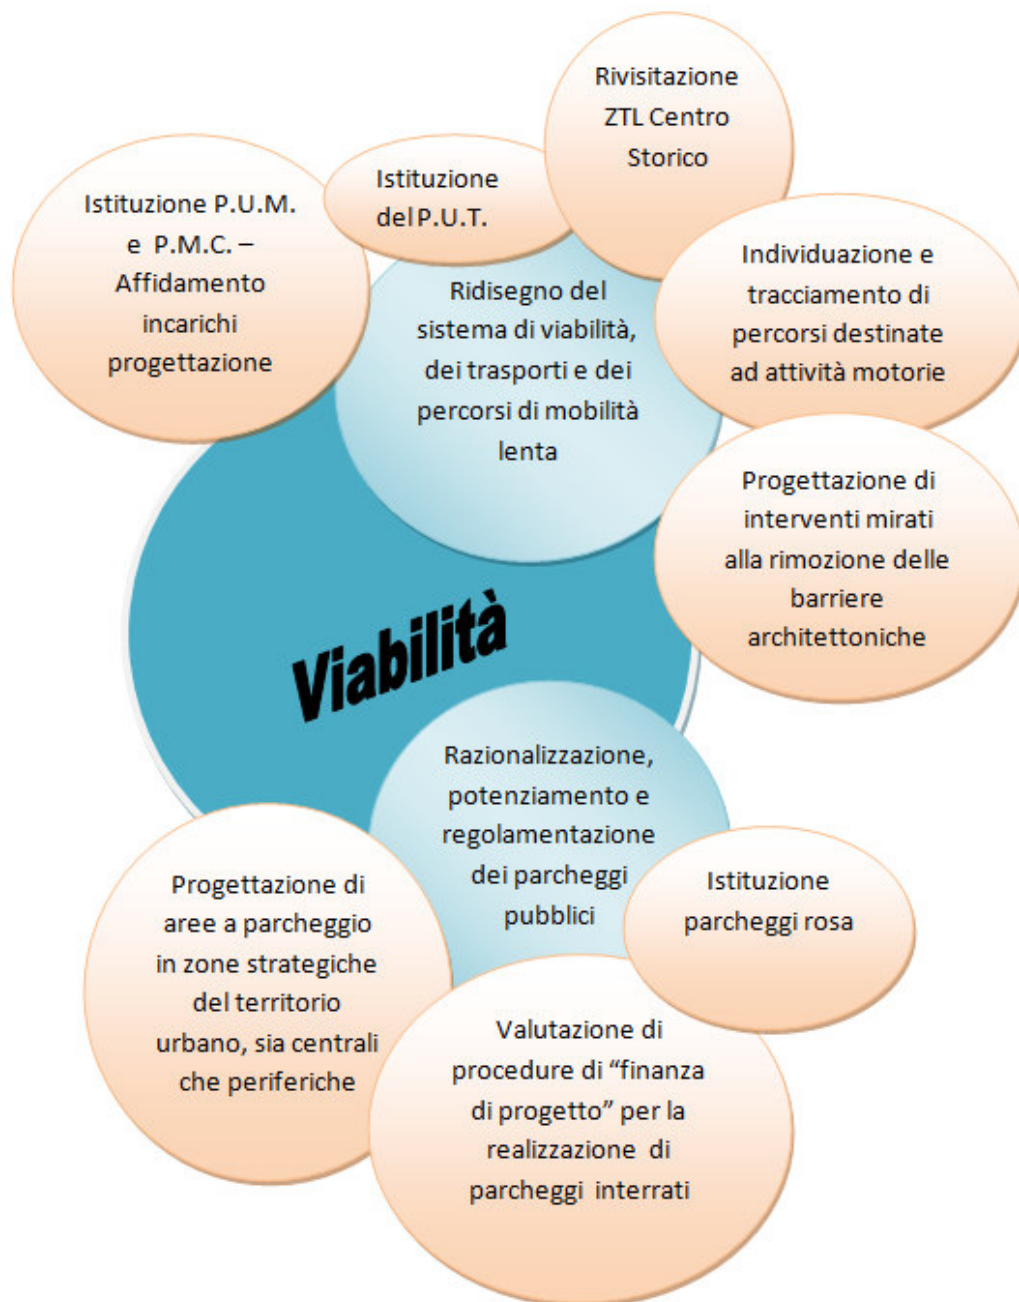 Rivisitazione
ZTL Centro
Storico
Istituzione
del P.U.T.
Istituzione P.U.M.
e P.M.C. –
Affidamento
incarichi
progettazione
Individuazione e
tracciamento di
percorsi destinate
ad attività motorie
Ridisegno del
sistema di viabilità,
dei trasporti e dei
percorsi di mobilità
lenta
Progettazione di
interventi mirati
alla rimozione delle
barriere
architettoniche
Viabilità
Razionalizzazione,
potenziamento e
regolamentazione
dei parcheggi
pubblici
Istituzione
parcheggi rosa
Progettazione di
aree a parcheggio
in zone strategiche
del territorio
urbano, sia centrali
che periferiche
Valutazione di
procedure di “finanza
di progetto” per la
realizzazione di
parcheggi interrati